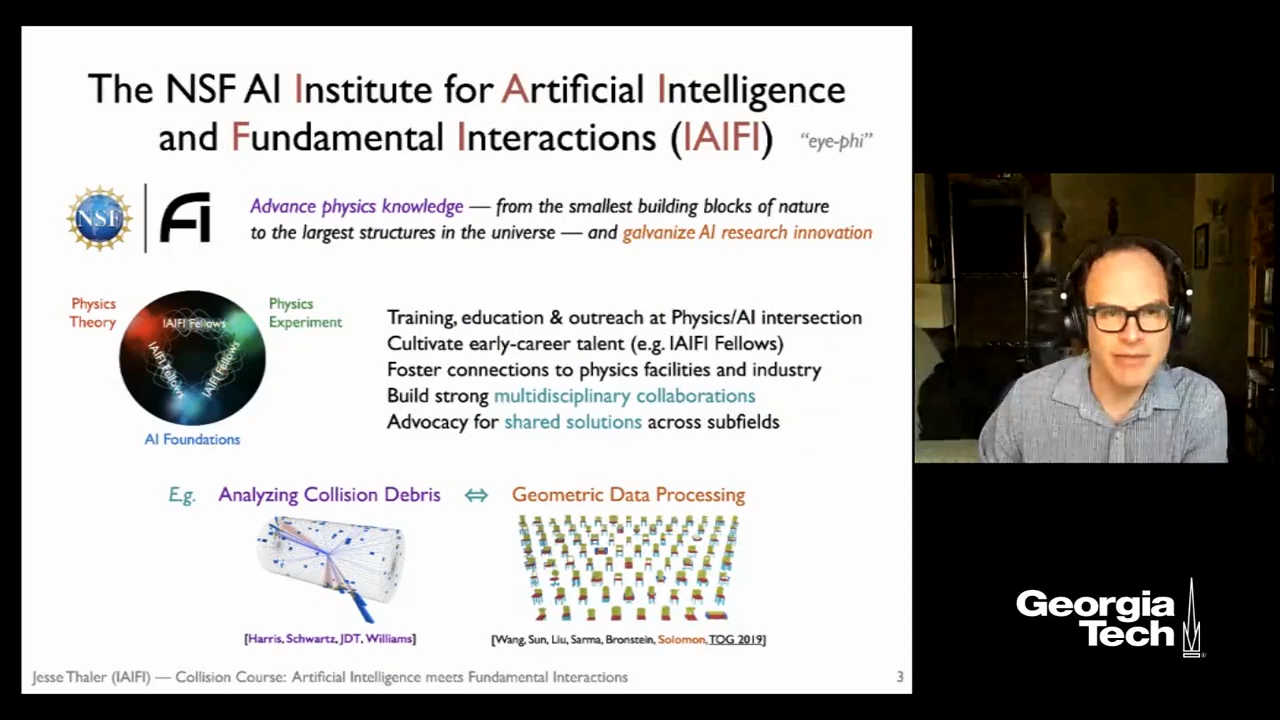 The NSF AI Institute for Artificial Intelligence
and Fundamental Interactions (IAIFI) “eye-phi”
NSF
FI
Advance physics knowledge — from the smallest building blocks of nature
to the largest structures in the universe — and galvanize AI research innovation
Physics
Theory
Physics
Experiment
IAIFI Fellows
IAIFI Fellows
IAIFI Fellows
AI Foundations
Training, education & outreach at Physics/AI intersection
Cultivate early-career talent (e.g. IAIFI Fellows)
Foster connections to physics facilities and industry
Build strong multidisciplinary collaborations
Advocacy for shared solutions across subfields
E.g. Analyzing Collision Debris ⇔ Geometric Data Processing
[Harris, Schwartz, JDT, Williams]
[Wang, Sun, Liu, Sarma, Bronstein, Solomon, TOG 2019]
Jesse Thaler (IAIFI) — Collision Course: Artificial Intelligence meets Fundamental Interactions 3
Georgia
Tech